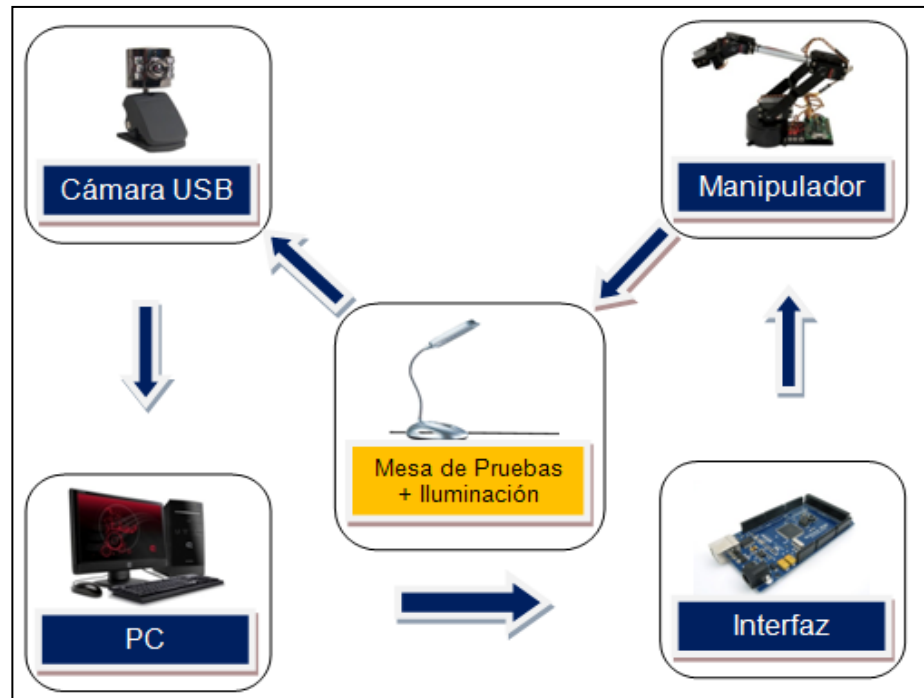 Cámara USB
Manipulador
Mesa de Pruebas
+ Iluminación
PC
Interfaz